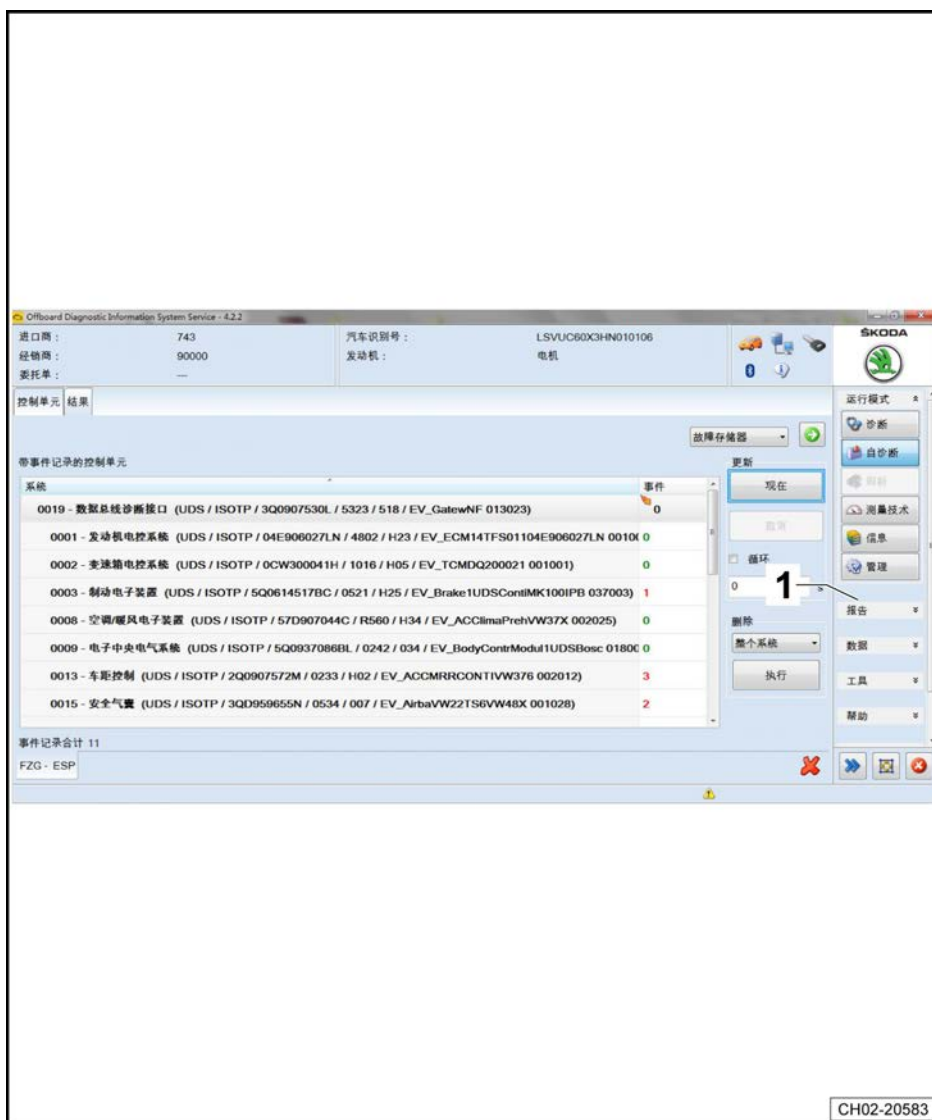 Offboard Diagnostic Information System Service - 4.2.2
进口商： 743 汽车识别号： LSVUC60X3HN010106
经销商： 90000 发动机： 电机
委托单： ---
ŠKODA
控制单元 结果
运行模式
诊断
故障存储器
自诊断
带事件记录的控制单元
更新
系统 事件
现在
0019 - 数据总线诊断接口 (UDS / ISOTP / 3Q0907530L / 5323 / 518 / EV_GatewNF 013023) 0
测量技术
取消
0001 - 发动机电控系统 (UDS / ISOTP / 04E906027LN / 4802 / H23 / EV_ECM14TFS01104E906027LN 0010( 0
信息
循环
0002 - 变速箱电控系统 (UDS / ISOTP / 0CW300041H / 1016 / H05 / EV_TCMDQ200021 001001) 0
管理
0 s
1
0003 - 制动电子装置 (UDS / ISOTP / 5Q0614517BC / 0521 / H25 / EV_Brake1UDSContiMK100IPB 037003) 1
报告
删除
0008 - 空调/暖风电子装置 (UDS / ISOTP / 57D907044C / R560 / H34 / EV_ACClimaPrehVW37X 002025) 0
整个系统
数据
0009 - 电子中央电气系统 (UDS / ISOTP / 5Q0937086BL / 0242 / 034 / EV_BodyContrModul1UDSBosc 0180( 0
执行
工具
0013 - 车距控制 (UDS / ISOTP / 2Q0907572M / 0233 / H02 / EV_ACCMRRCONTIVW376 002012) 3
0015 - 安全气囊 (UDS / ISOTP / 3QD959655N / 0534 / 007 / EV_AirbaVW22TS6VW48X 001028) 2
帮助
事件记录合计 11
FZG - ESP
CH02-20583